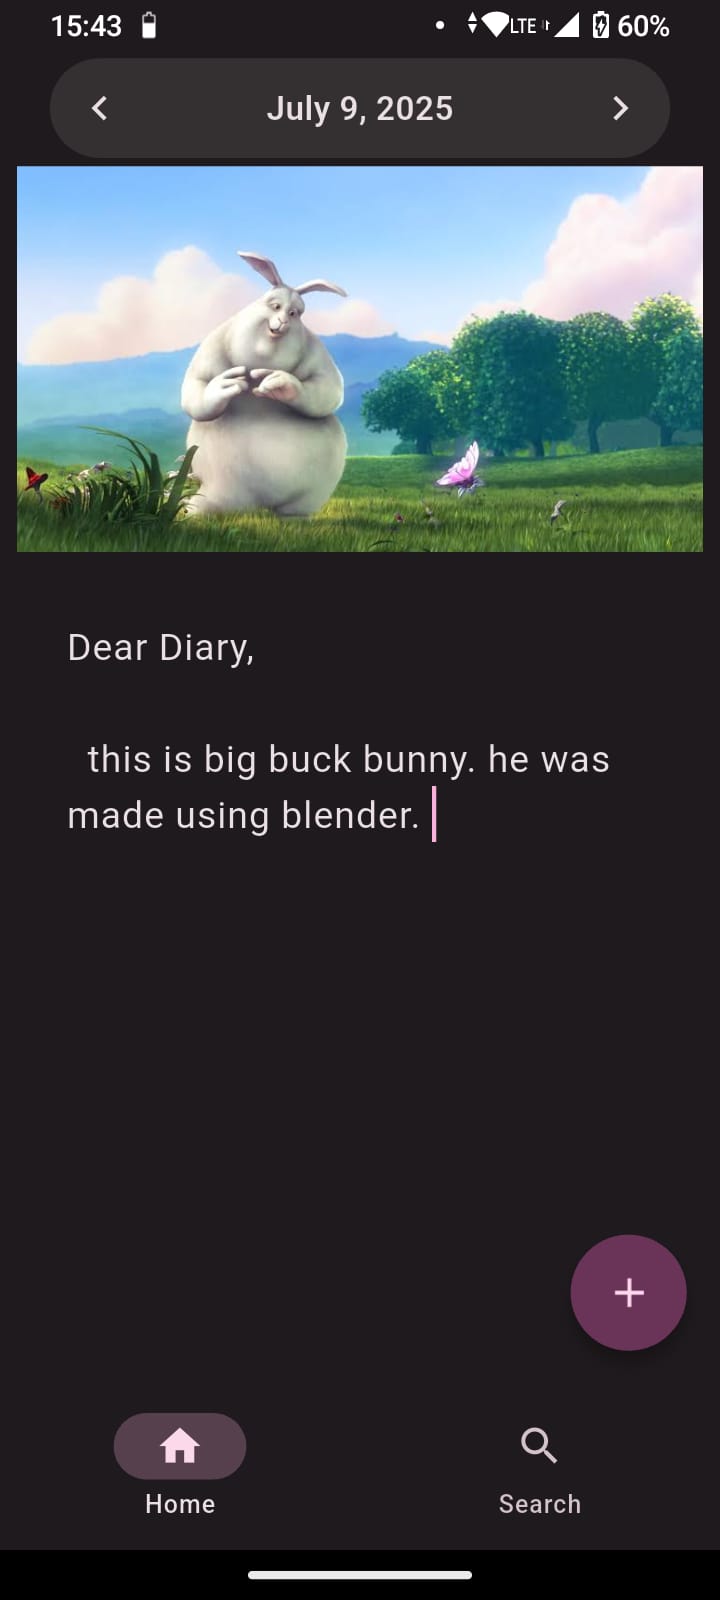 15:43
LTE
60%
July 9, 2025
Dear Diary,
this is big buck bunny. he was
made using blender.
Home
Search